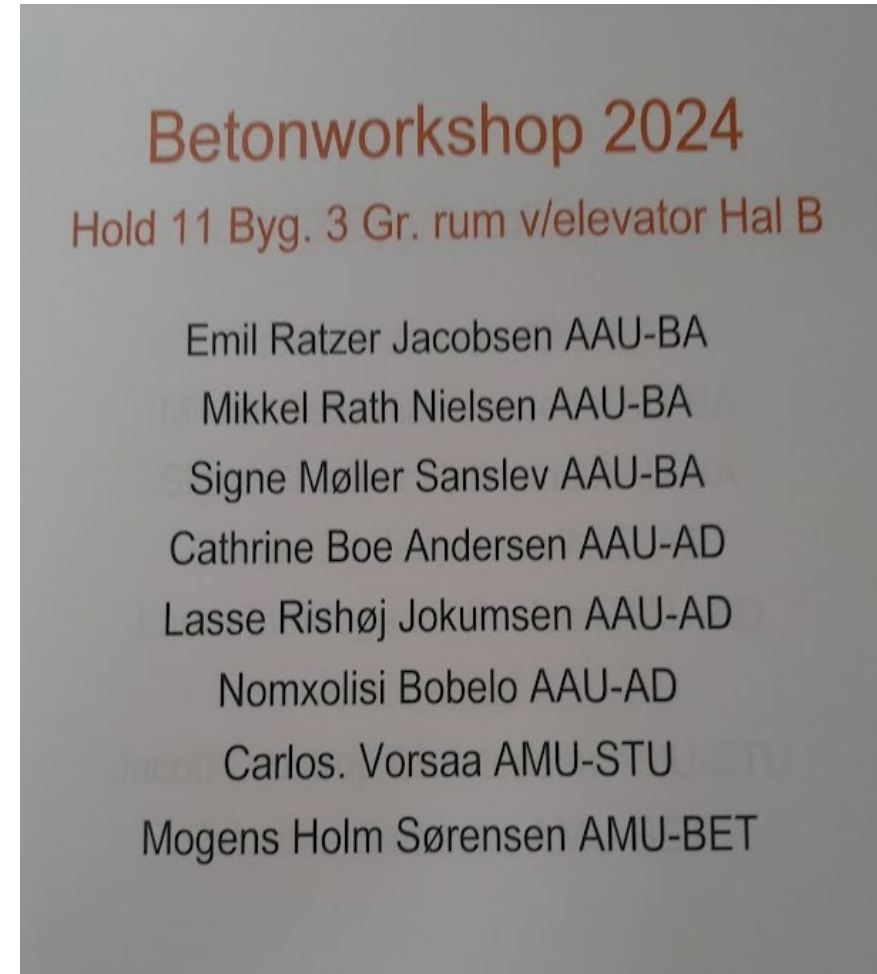 Betonworkshop 2024
Hold 11 Byg. 3 Gr. rum v/elevator Hal B
Emil Ratzer Jacobsen AAU-BA
Mikkel Rath Nielsen AAU-BA
Signe Møller Sanslev AAU-BA
Cathrine Boe Andersen AAU-AD
Lasse Rishøj Jokumsen AAU-AD
Nomxolisi Bobelo AAU-AD
Carlos. Vorsaa AMU-STU
Mogens Holm Sørensen AMU-BET